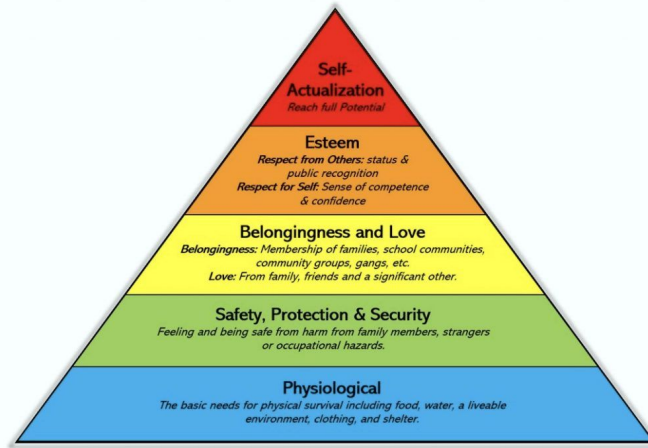 Self-
Actualization
Reach full Potential
Esteem
Respect from Others: status &
public recognition
Respect for Self: Sense of competence
& confidence
Belongingness and Love
Belongingness: Membership of families, school communities,
community groups, gangs, etc.
Love: From family, friends and a significant other.
Safety, Protection & Security
Feeling and being safe from harm from family members, strangers
or occupational hazards.
Physiological
The basic needs for physical survival including food, water, a liveable
environment, clothing, and shelter.